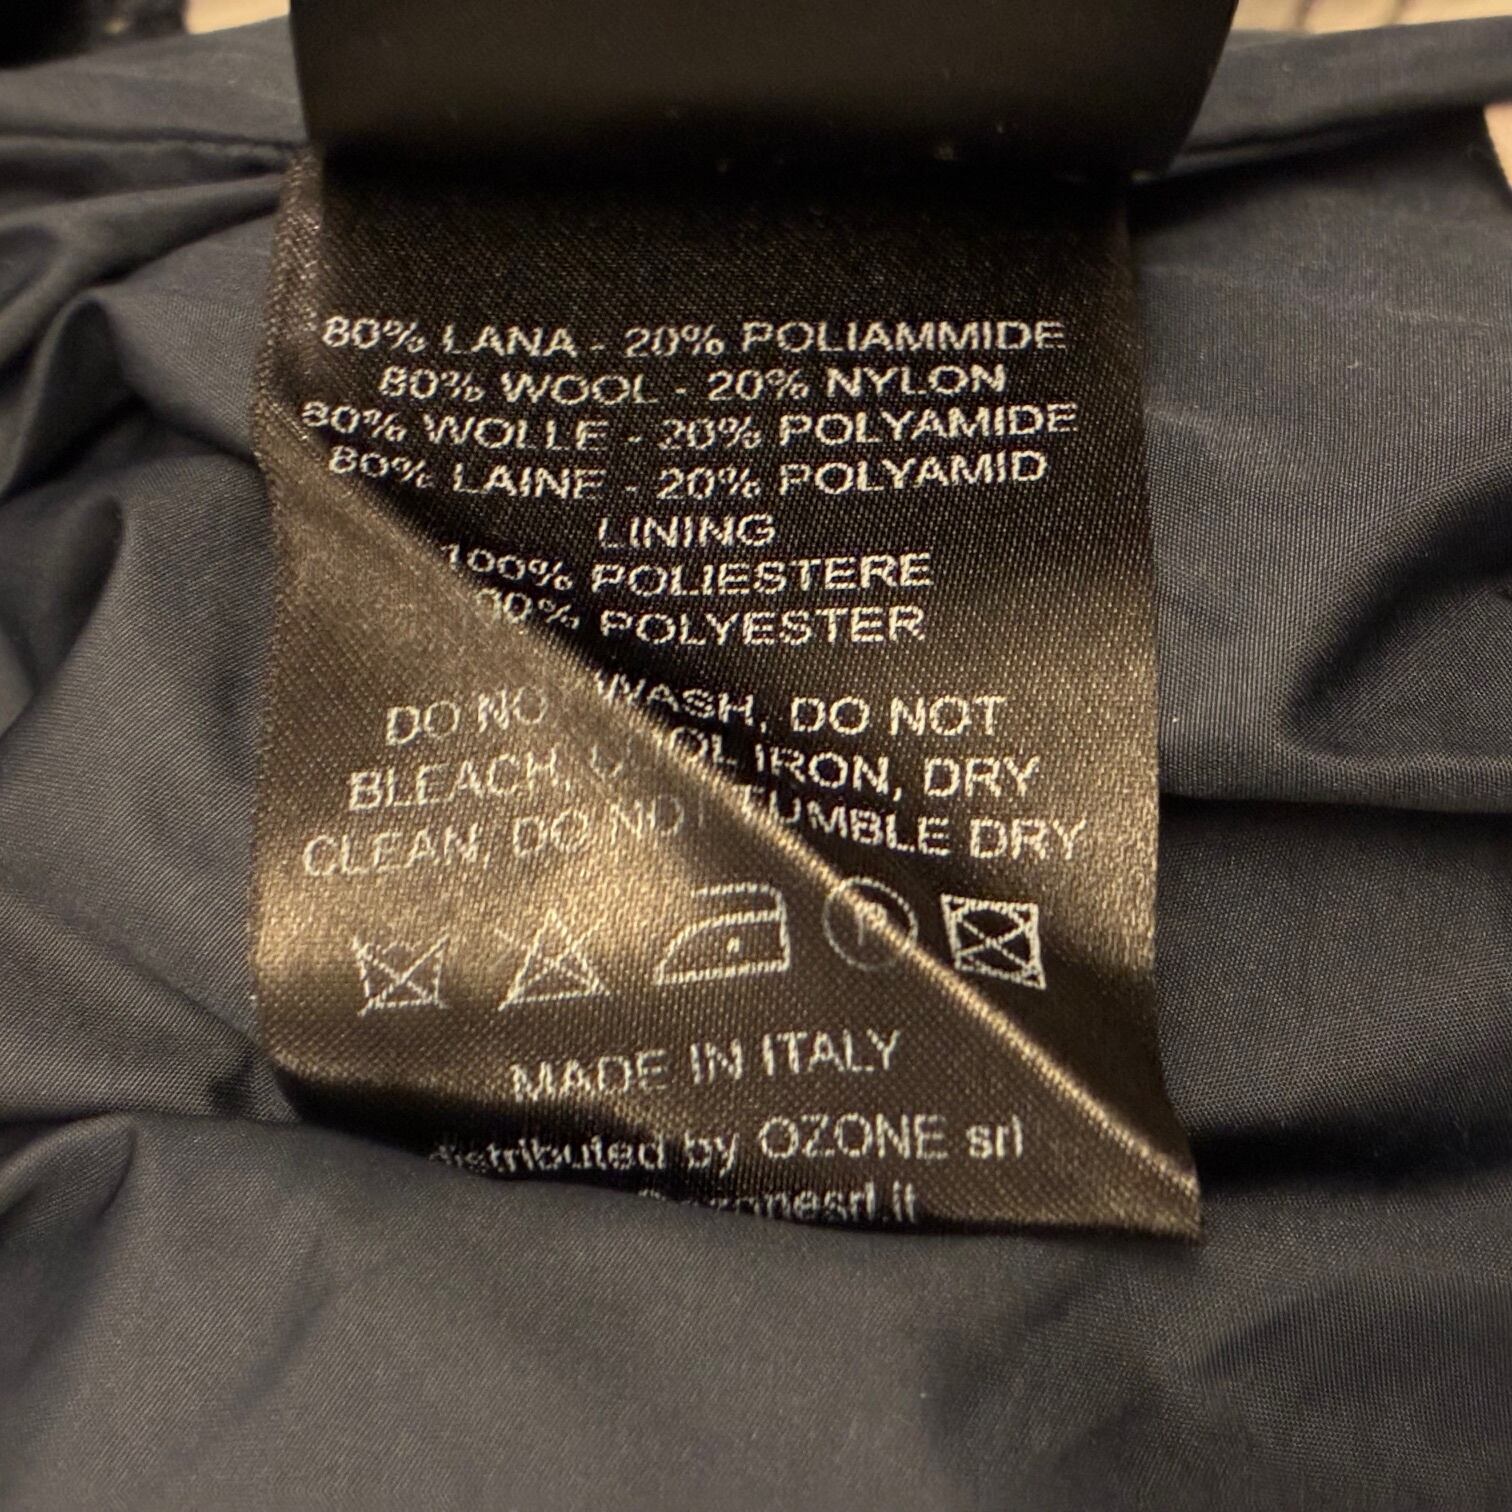 80% LANA - 20% POLIAMMIDE
80% WOOL - 20% NYLON
80% WOLLE - 20% POLYAMIDE
80% LAINE - 20% POLYAMID
LINING
100% POLIESTERE
POLYESTER
DO NOT WASH, DO NOT
BLEACH, COOL IRON, DRY
CLEAN, DO NOT TUMBLE DRY
P
MADE IN ITALY
distributed by OZONE srl